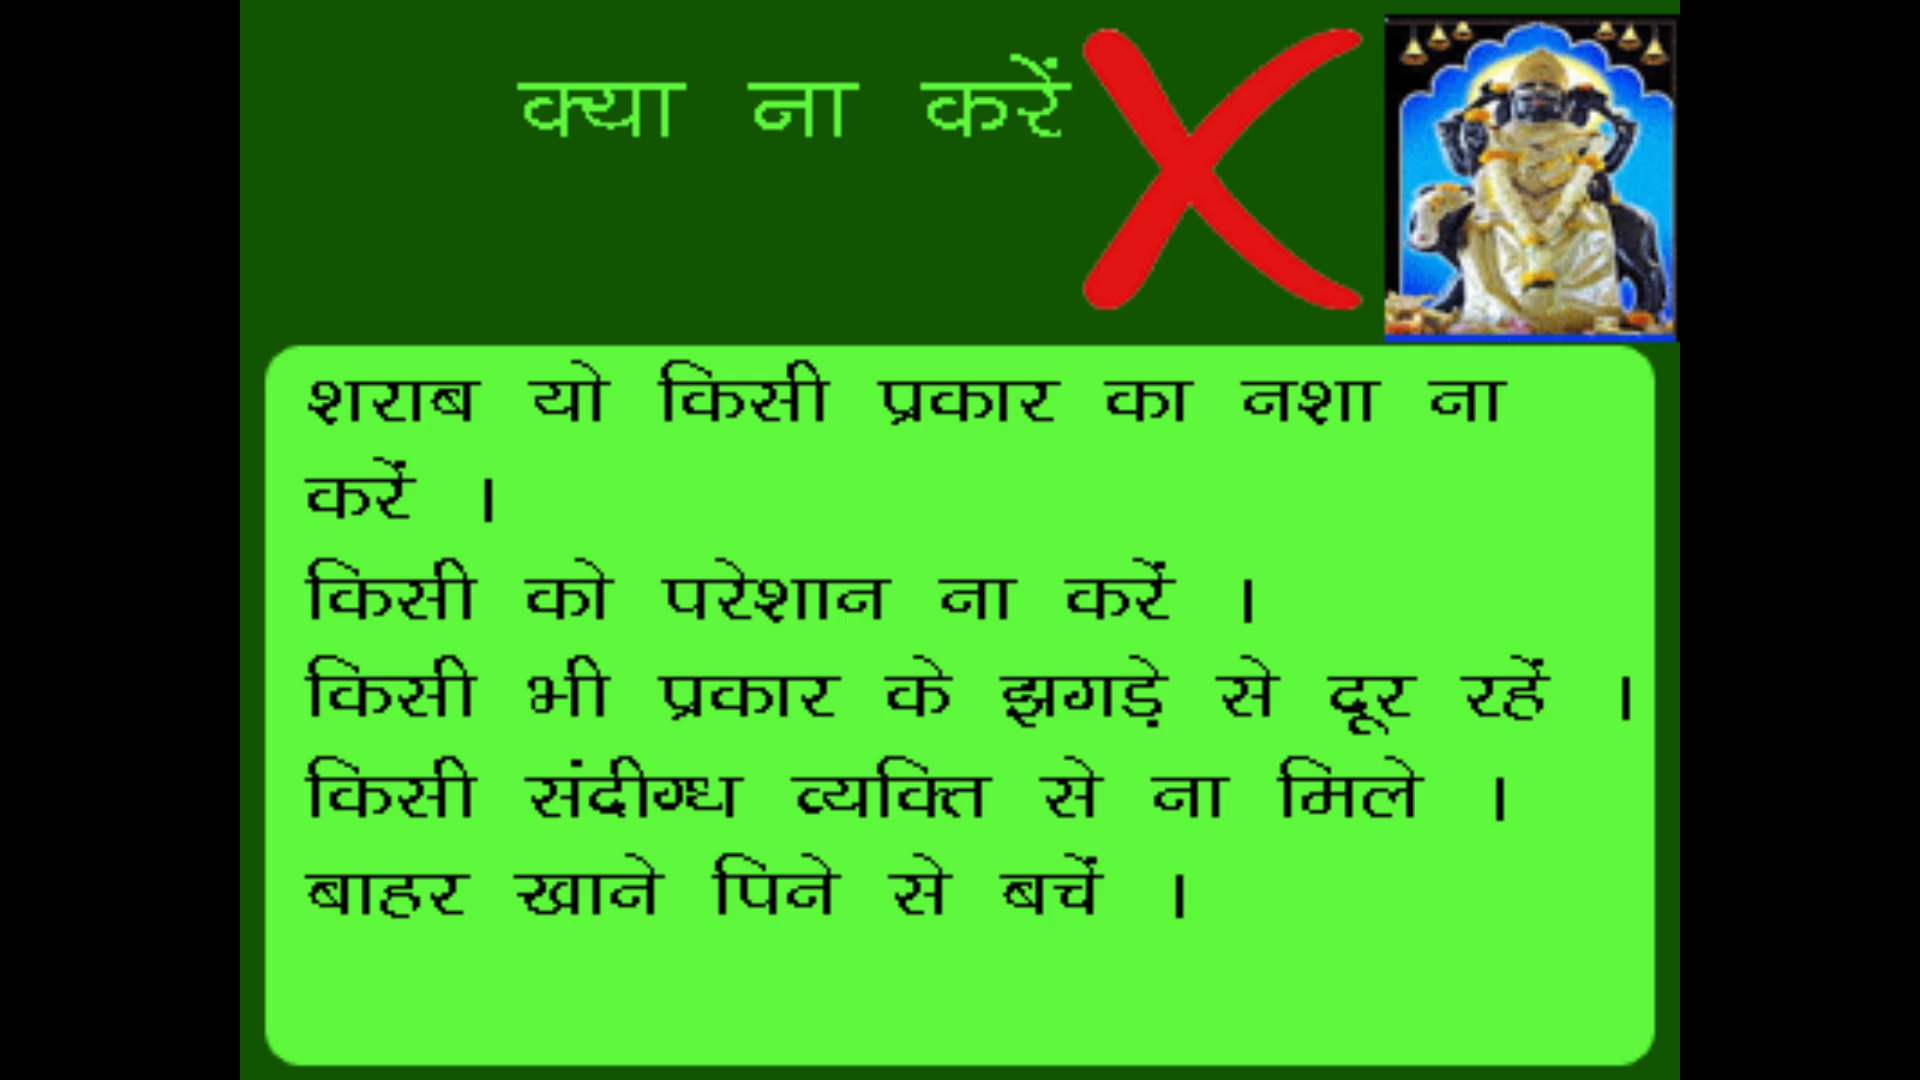 क्या ना करें
शराब यो किसी प्रकार का नशा ना
करें ।
किसी को परेशान ना करें ।
किसी भी प्रकार के झगड़े से दूर रहें ।
किसी संदीग्ध व्यक्ति से ना मिले ।
बाहर खाने पिने से बचें ।